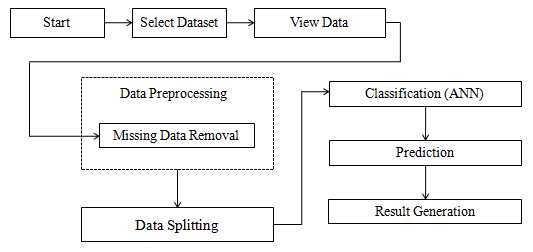 Start
Select Dataset
View Data
Data Preprocessing
Missing Data Removal
Data Splitting
Classification (ANN)
Prediction
Result Generation